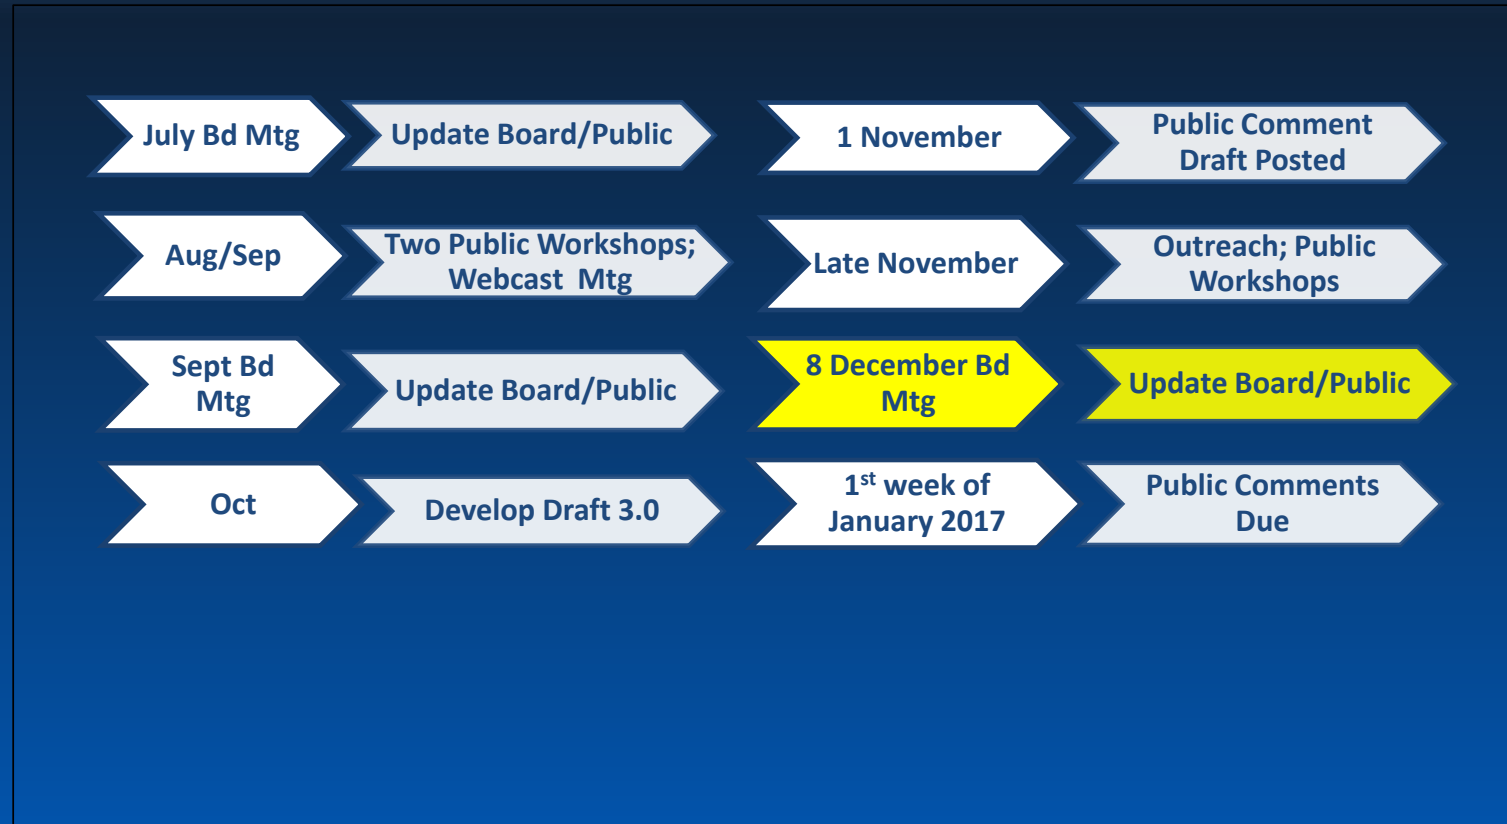 July Bd Mtg
Update Board/Public
Aug/Sep
Two Public Workshops;
Webcast  Mtg
Sept Bd
Mtg
Update Board/Public
Oct
Develop Draft 3.0
1 November
Public Comment
Draft Posted
Late November
Outreach; Public
Workshops
8 December Bd
Mtg
Update Board/Public
1st week of
January 2017
Public Comments
Due